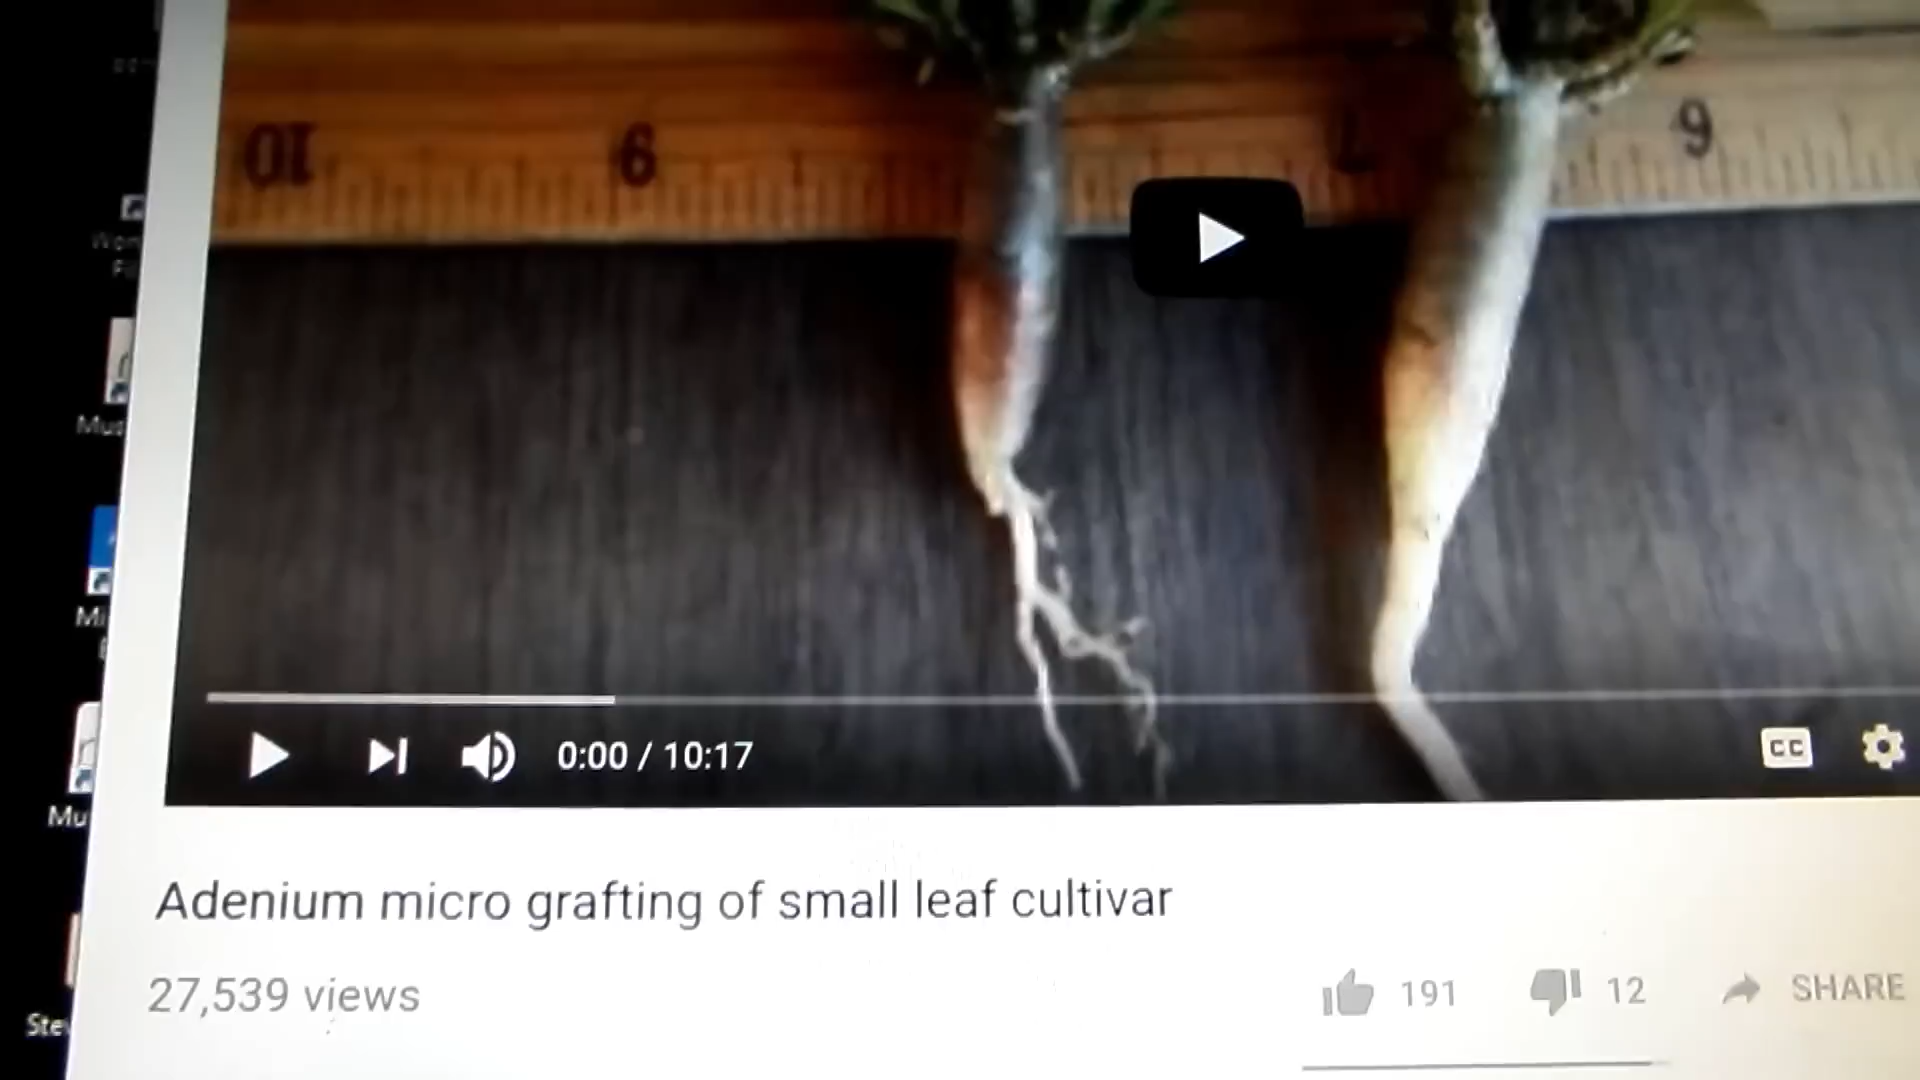 10 9 7 6
0:00 / 10:17
CC
Adenium micro grafting of small leaf cultivar
27,539 views
191 12 SHARE